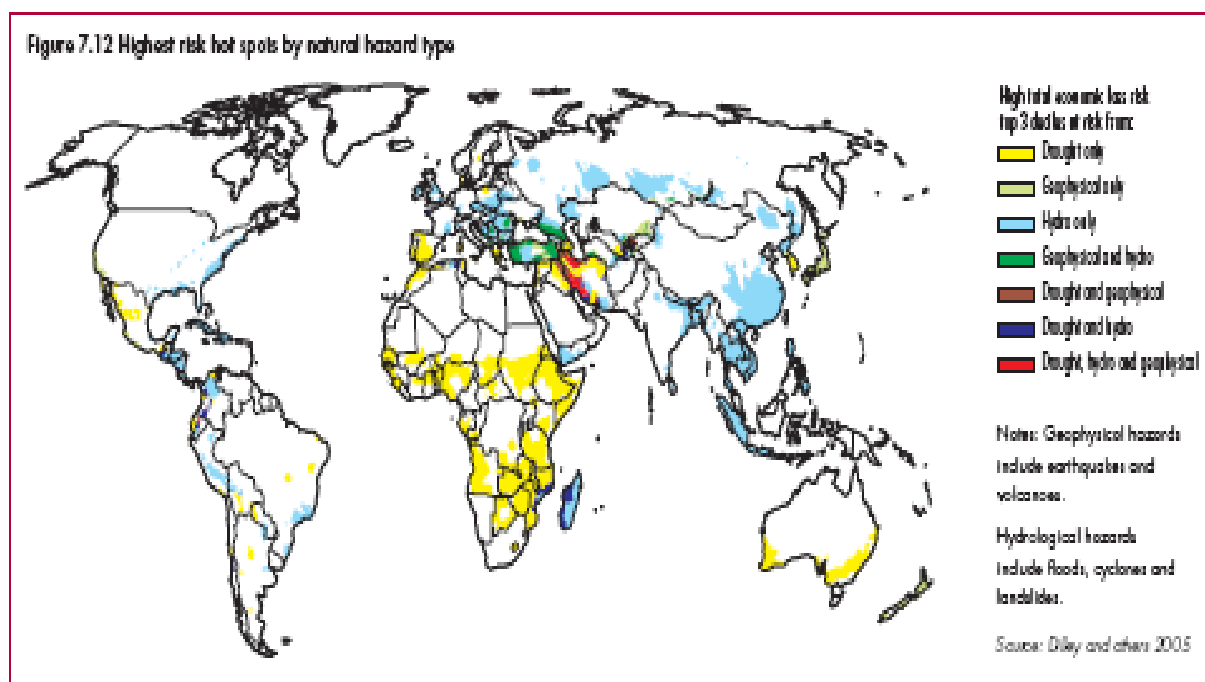 Figure 7.12 Highest risk hot spots by natural hazard type
High total economic loss risk
top 3 deciles at risk from:
Drought only
Geophysical only
Hydro only
Geophysical and hydro
Drought and geophysical
Drought and hydro
Drought, hydro and geophysical
Notes: Geophysical hazards
include earthquakes and
volcanoes.
Hydrological hazards
include floods, cyclones and
landslides.
Source: Dilley and others 2005